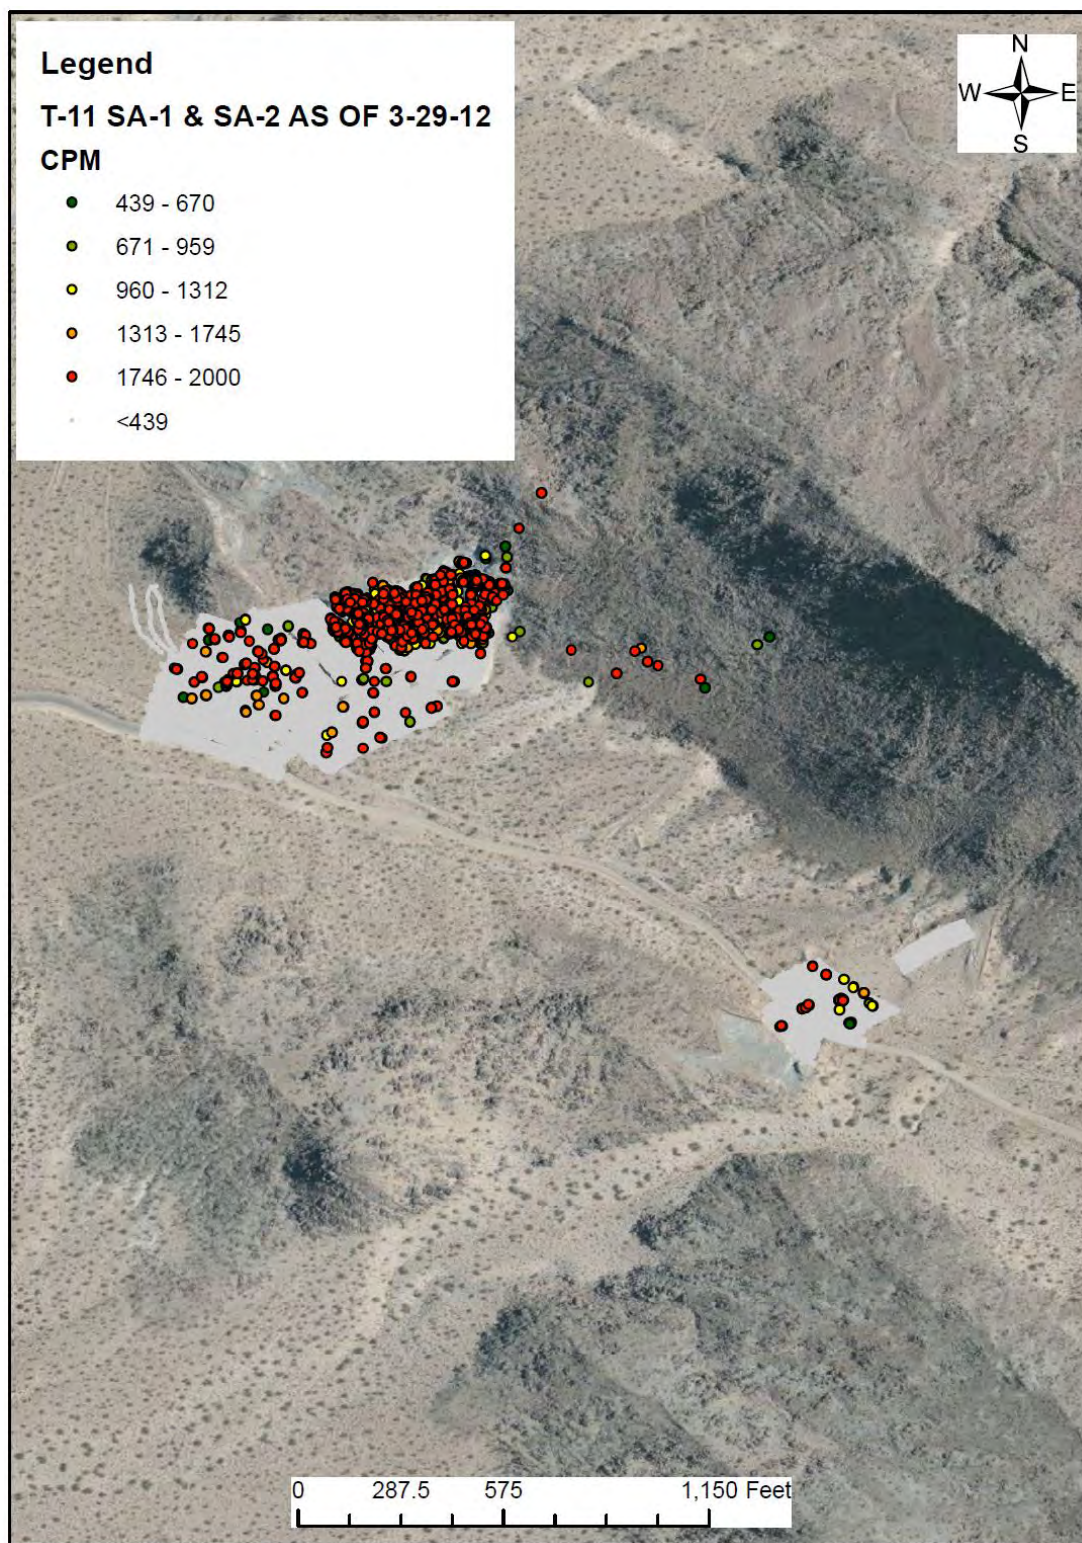 Legend
T-11 SA-1 & SA-2 AS OF 3-29-12
CPM
439 - 670
671 - 959
960 - 1312
1313 - 1745
1746 - 2000
<439
N
W E
S
0 287.5 575 1,150 Feet